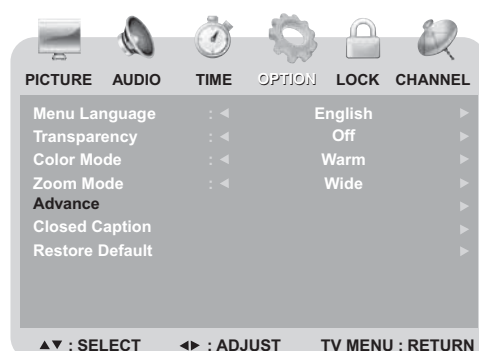 PICTURE AUDIO TIME OPTION LOCK CHANNEL
Menu Language : ◀ English ▶
Transparency : ◀ Off ▶
Color Mode : ◀ Warm ▶
Zoom Mode : ◀ Wide ▶
Advance ▶
Closed Caption ▶
Restore Default ▶
▲▼ : SELECT ◀▶ : ADJUST TV MENU : RETURN